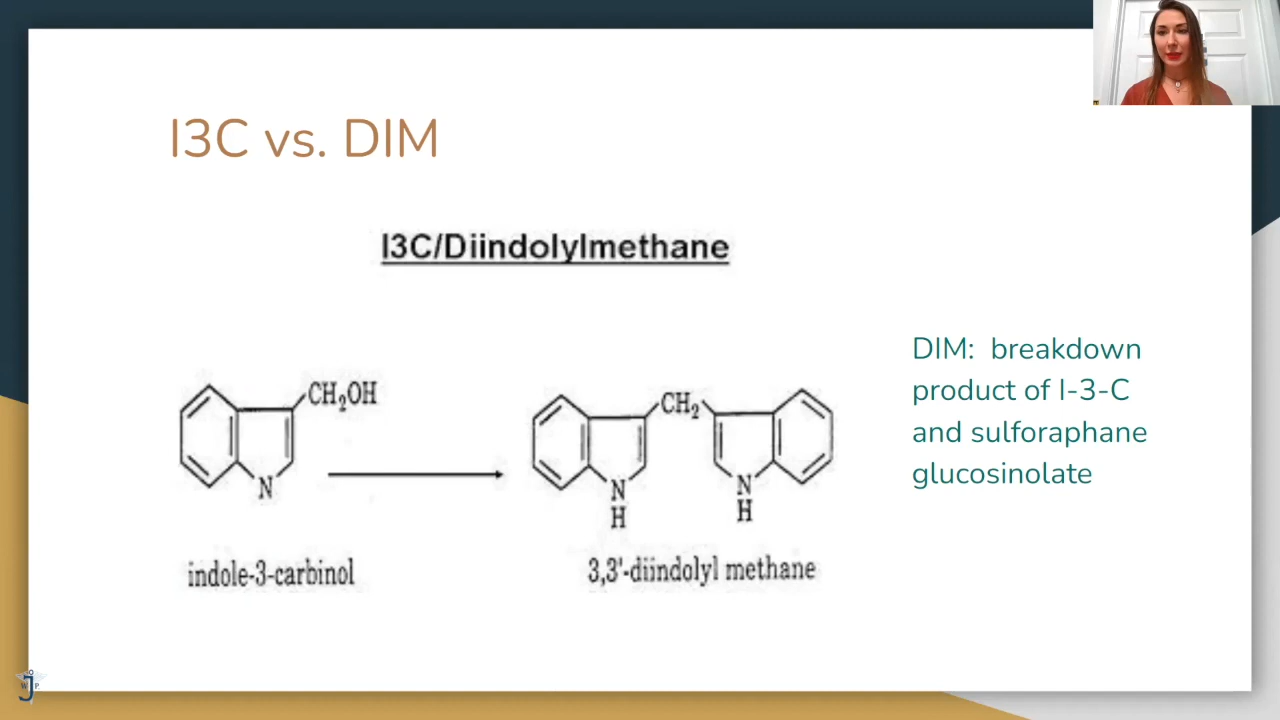 I3C vs. DIM
I3C/Diindolylmethane
CH₂OH
N
CH₂
N
H
N
H
indole-3-carbinol
3,3'-diindolyl methane
DIM:  breakdown
product of I-3-C
and sulforaphane
glucosinolate
W J P